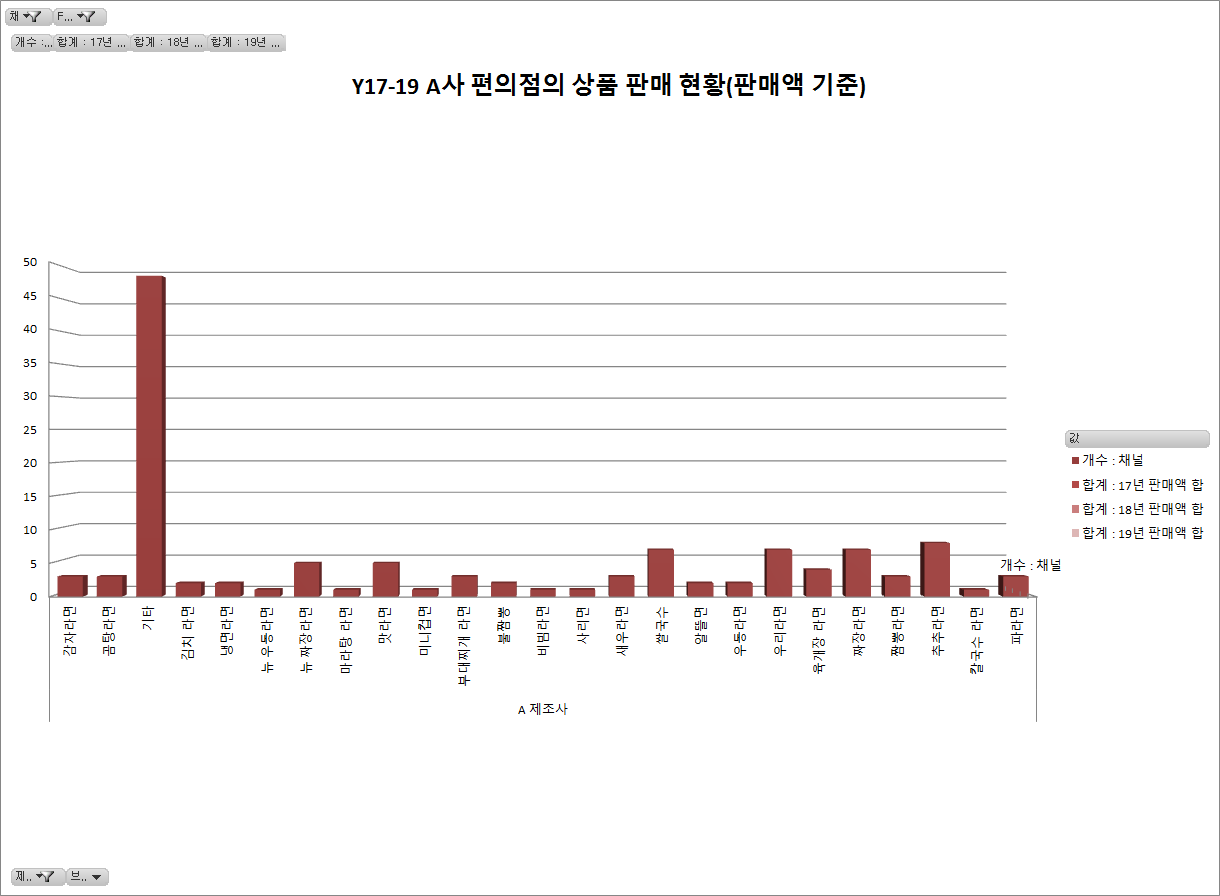 채
F...
개수 :...
합계 : 17년 ...
합계 : 18년 ...
합계 : 19년 ...
Y17-19 A사 편의점의 상품 판매 현황(판매액 기준)
50
45
40
35
30
25
20
15
10
5
0
값
개수 : 채널
합계 : 17년 판매액 합
합계 : 18년 판매액 합
합계 : 19년 판매액 합
개수 : 채널
감자라면
곰탕라면
기타
김치 라면
냉면라면
뉴 우동라면
뉴 짜장라면
마라탕 라면
맛라면
미니컵면
부대찌개 라면
불짬뽕
비빔라면
사리면
새우라면
쌀국수
알뜰면
우동라면
우리라면
육개장 라면
짜장라면
짬뽕라면
추추라면
칼국수 라면
파라면
A 제조사
제..
브..